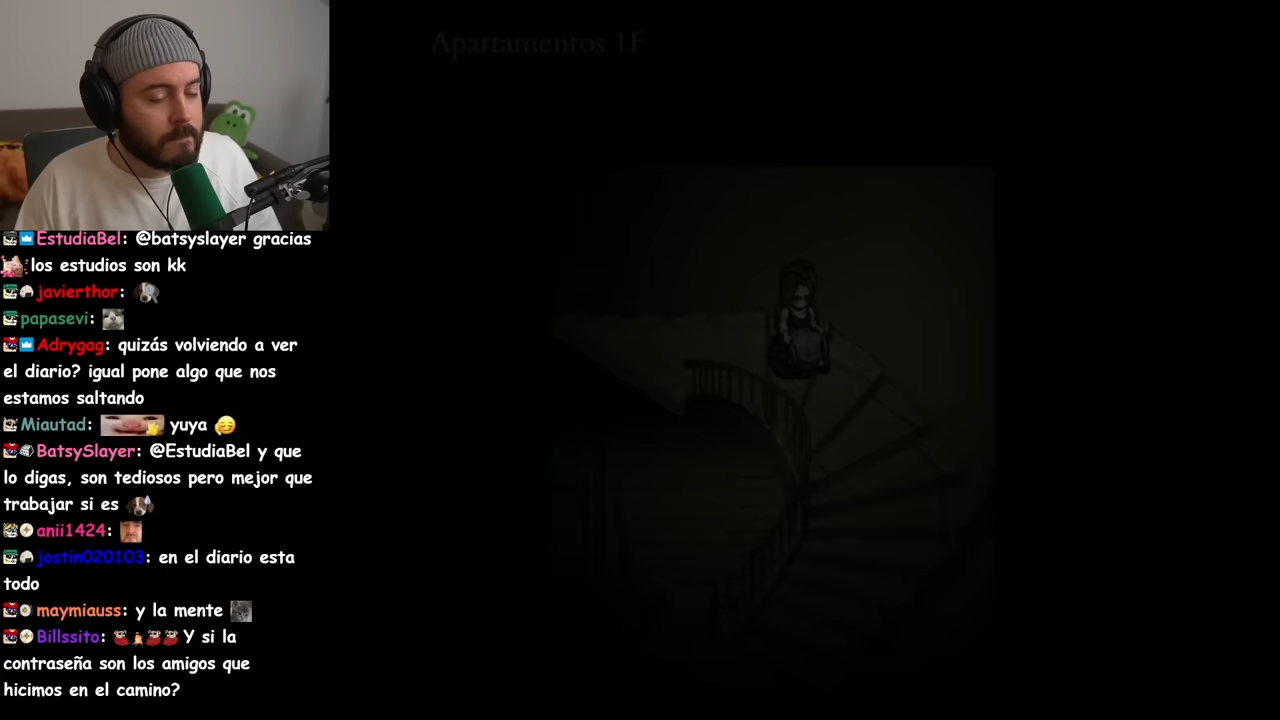 Apartamentos 1F
EstudiaBel: @batsyslayer gracias
los estudios son kk
javierthor:
papasevi:
Adrygag: quizás volviendo a ver
el diario? igual pone algo que nos
estamos saltando
Miautad: yuya
BatsySlayer: @EstudiaBel y que
lo digas, son tediosos pero mejor que
trabajar si es
anii1424:
jostin020103: en el diario esta
todo
maymiauss: y la mente
Billssito: Y si la
contraseña son los amigos que
hicimos en el camino?